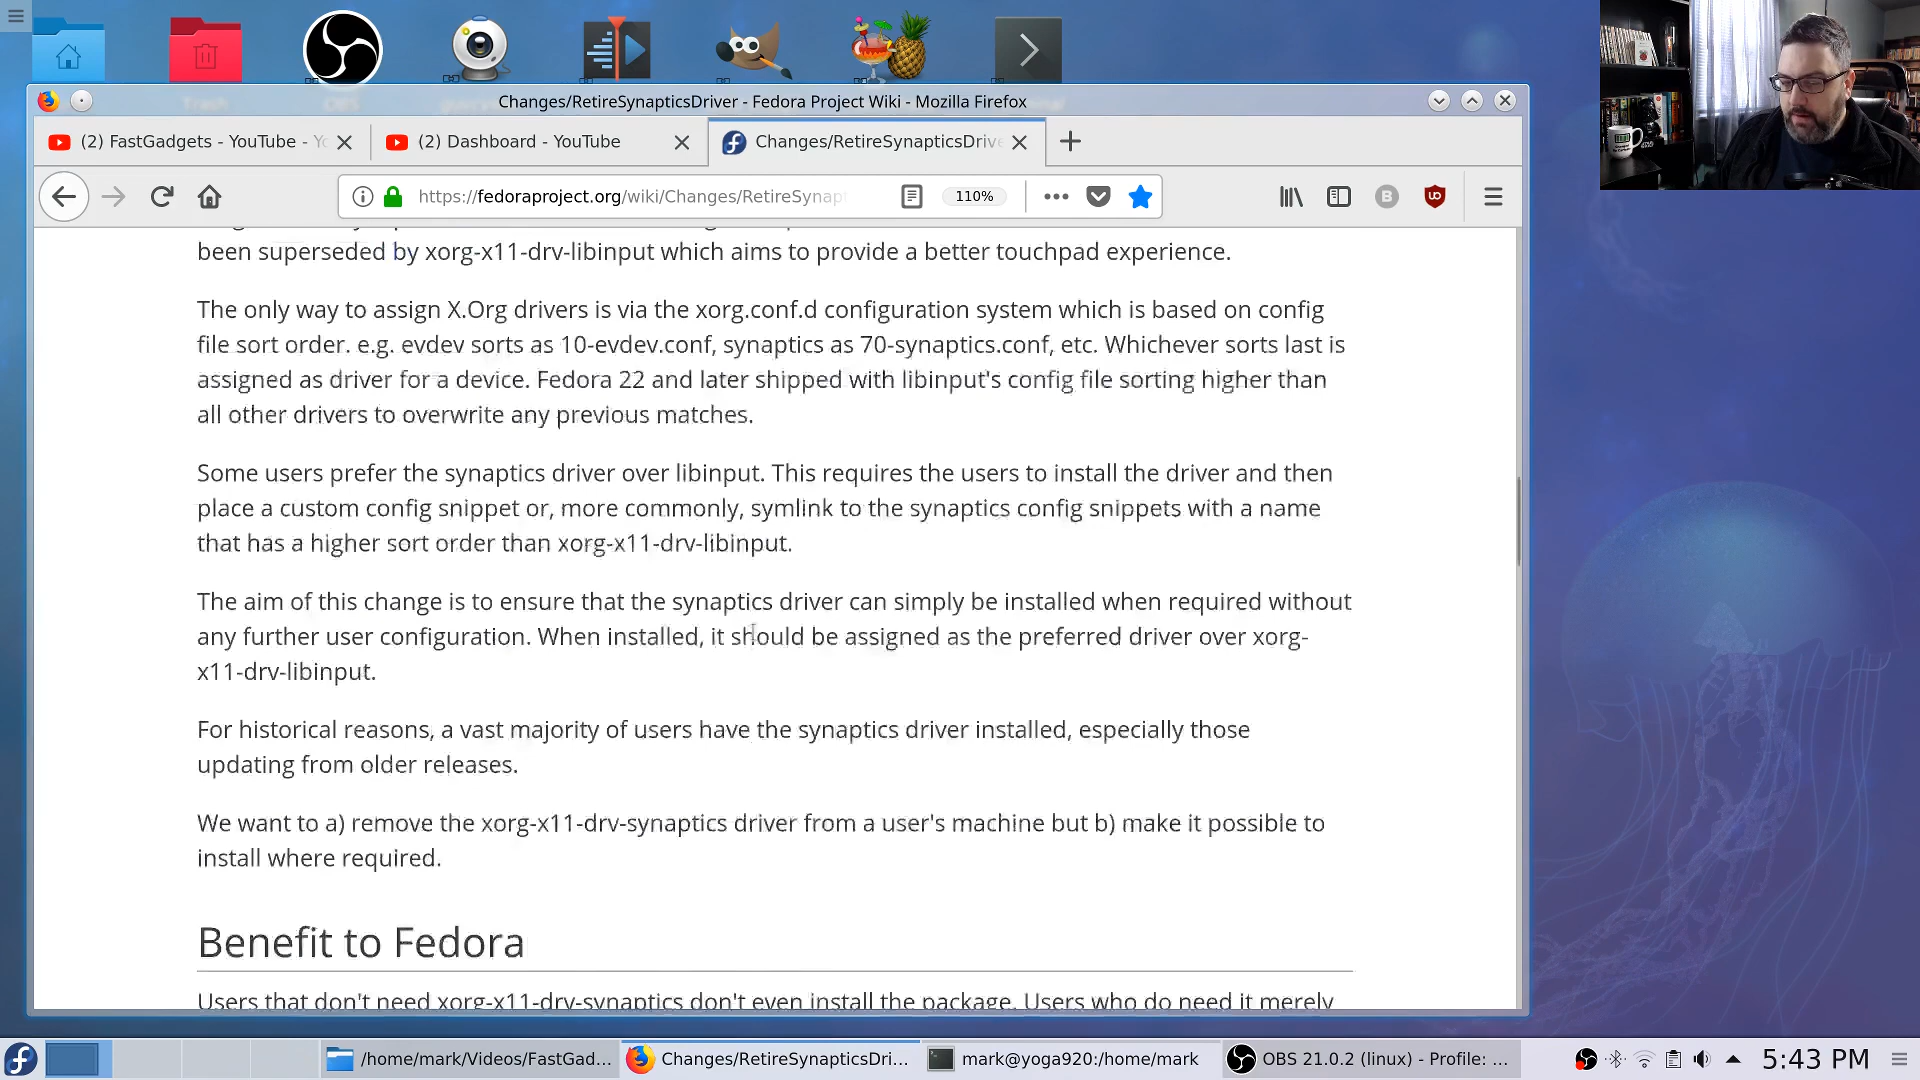 Changes/RetireSynapticsDriver - Fedora Project Wiki - Mozilla Firefox
(2) FastGadgets - YouTube - Yo
(2) Dashboard - YouTube
Changes/RetireSynapticsDrive
https://fedoraproject.org/wiki/Changes/RetireSynapt
110%
been superseded by xorg-x11-drv-libinput which aims to provide a better touchpad experience.
The only way to assign X.Org drivers is via the xorg.conf.d configuration system which is based on config
file sort order. e.g. evdev sorts as 10-evdev.conf, synaptics as 70-synaptics.conf, etc. Whichever sorts last is
assigned as driver for a device. Fedora 22 and later shipped with libinput's config file sorting higher than
all other drivers to overwrite any previous matches.
Some users prefer the synaptics driver over libinput. This requires the users to install the driver and then
place a custom config snippet or, more commonly, symlink to the synaptics config snippets with a name
that has a higher sort order than xorg-x11-drv-libinput.
The aim of this change is to ensure that the synaptics driver can simply be installed when required without
any further user configuration. When installed, it should be assigned as the preferred driver over xorg-
x11-drv-libinput.
For historical reasons, a vast majority of users have the synaptics driver installed, especially those
updating from older releases.
We want to a) remove the xorg-x11-drv-synaptics driver from a user's machine but b) make it possible to
install where required.
Benefit to Fedora
Users that don't need xorg-x11-drv-synaptics don't even install the package. Users who do need it merely
/home/mark/Videos/FastGad...
Changes/RetireSynapticsDri...
mark@yoga920:/home/mark
OBS 21.0.2 (linux) - Profile: ...
5:43 PM